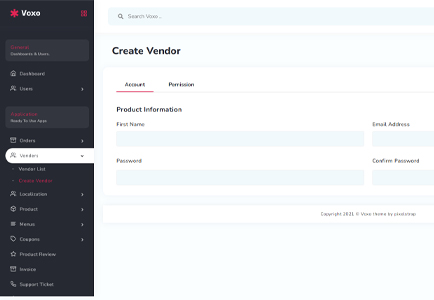 Voxo
Search Voxo ..
Create Vendor
General
Dashboards & Users
Dashboard
Users
Application
Ready To Use Apps
Orders
Vendors
Vendor List
Create Vendor
Localization
Product
Menus
Coupons
Product Review
Invoice
Support Ticket
Account
Permission
Product Information
First Name
Email Address
Password
Confirm Password
Copyright 2021 © Voxo theme by pixelstrap